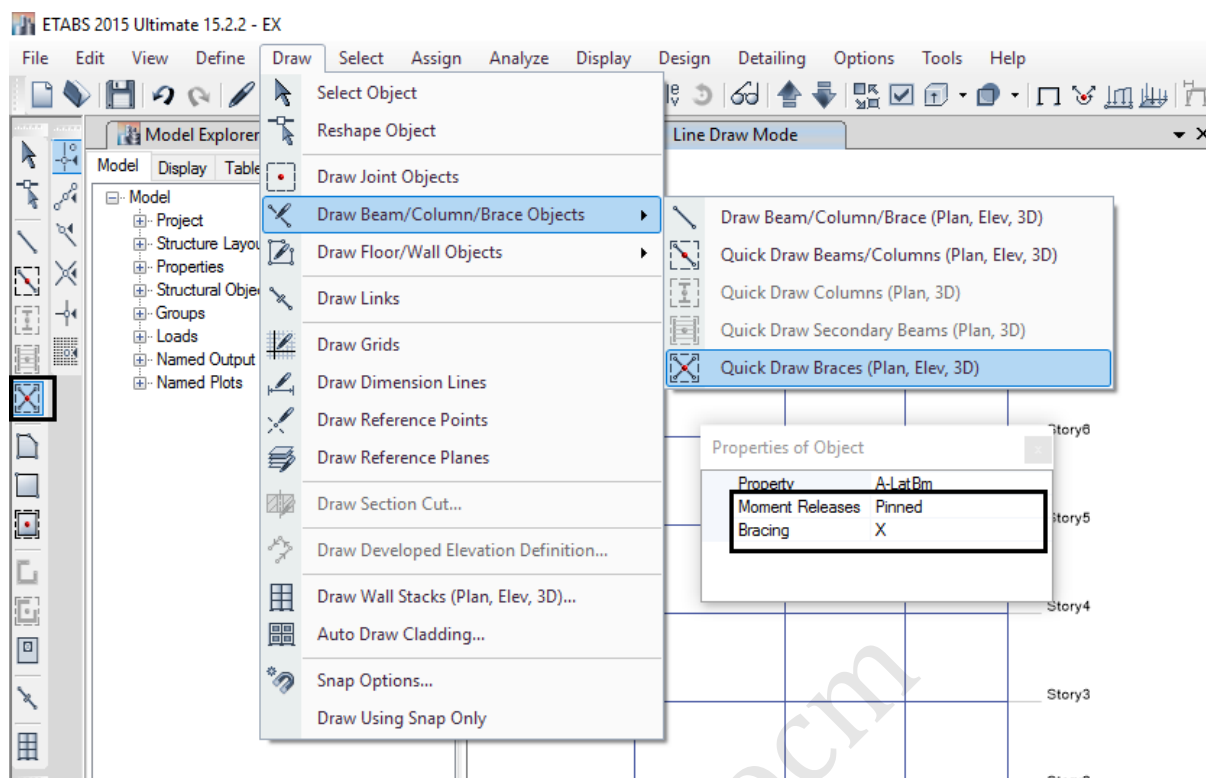 ETABS 2015 Ultimate 15.2.2 - EX
File Edit View Define Draw Select Assign Analyze Display Design Detailing Options Tools Help
Model Explorer
Line Draw Mode
Model Display Table
Model
Project
Structure Layou
Properties
Structural Obje
Groups
Loads
Named Output
Named Plots
Select Object
Reshape Object
Draw Joint Objects
Draw Beam/Column/Brace Objects
Draw Floor/Wall Objects
Draw Links
Draw Grids
Draw Dimension Lines
Draw Reference Points
Draw Reference Planes
Draw Section Cut...
Draw Developed Elevation Definition...
Draw Wall Stacks (Plan, Elev, 3D)...
Auto Draw Cladding...
Snap Options...
Draw Using Snap Only
Draw Beam/Column/Brace (Plan, Elev, 3D)
Quick Draw Beams/Columns (Plan, Elev, 3D)
Quick Draw Columns (Plan, 3D)
Quick Draw Secondary Beams (Plan, 3D)
Quick Draw Braces (Plan, Elev, 3D)
Properties of Object
Property A-LatBm
Moment Releases Pinned
Bracing X
Story6
Story5
Story4
Story3